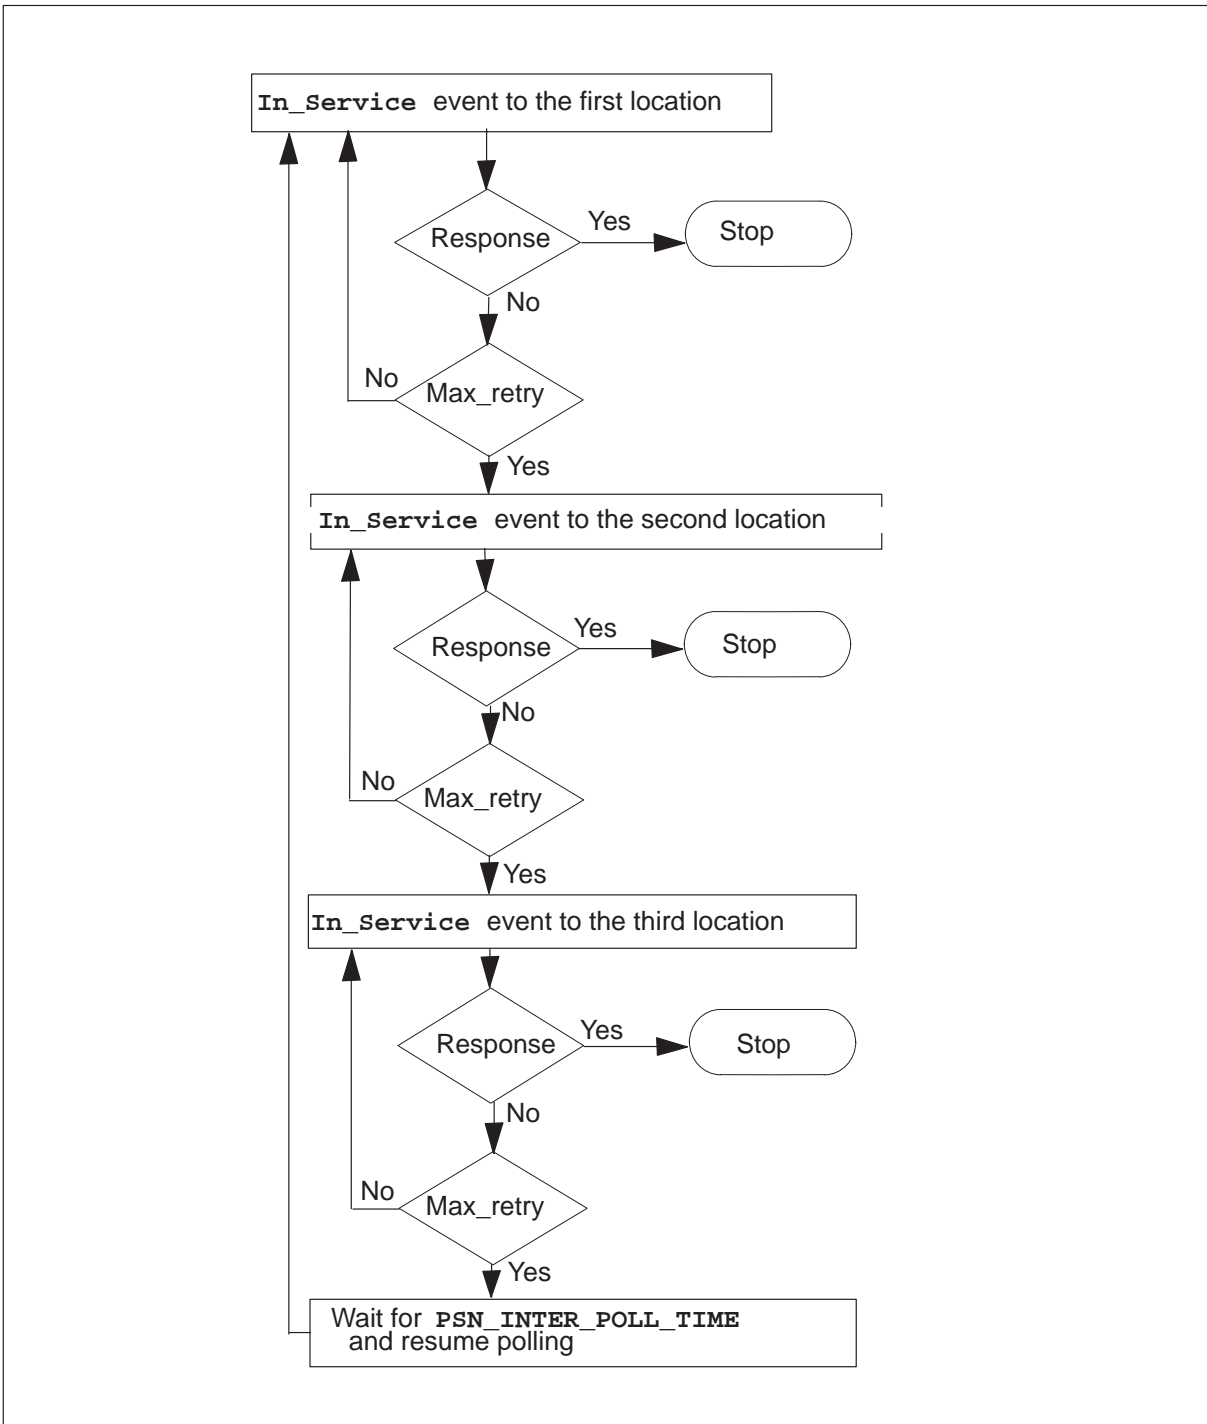 In_Service event to the first location
Response
Yes
Stop
No
No
Max_retry
Yes
In_Service event to the second location
Response
Yes
Stop
No
No
Max_retry
Yes
In_Service event to the third location
Response
Yes
Stop
No
No
Max_retry
Yes
Wait for PSN_INTER_POLL_TIME
and resume polling